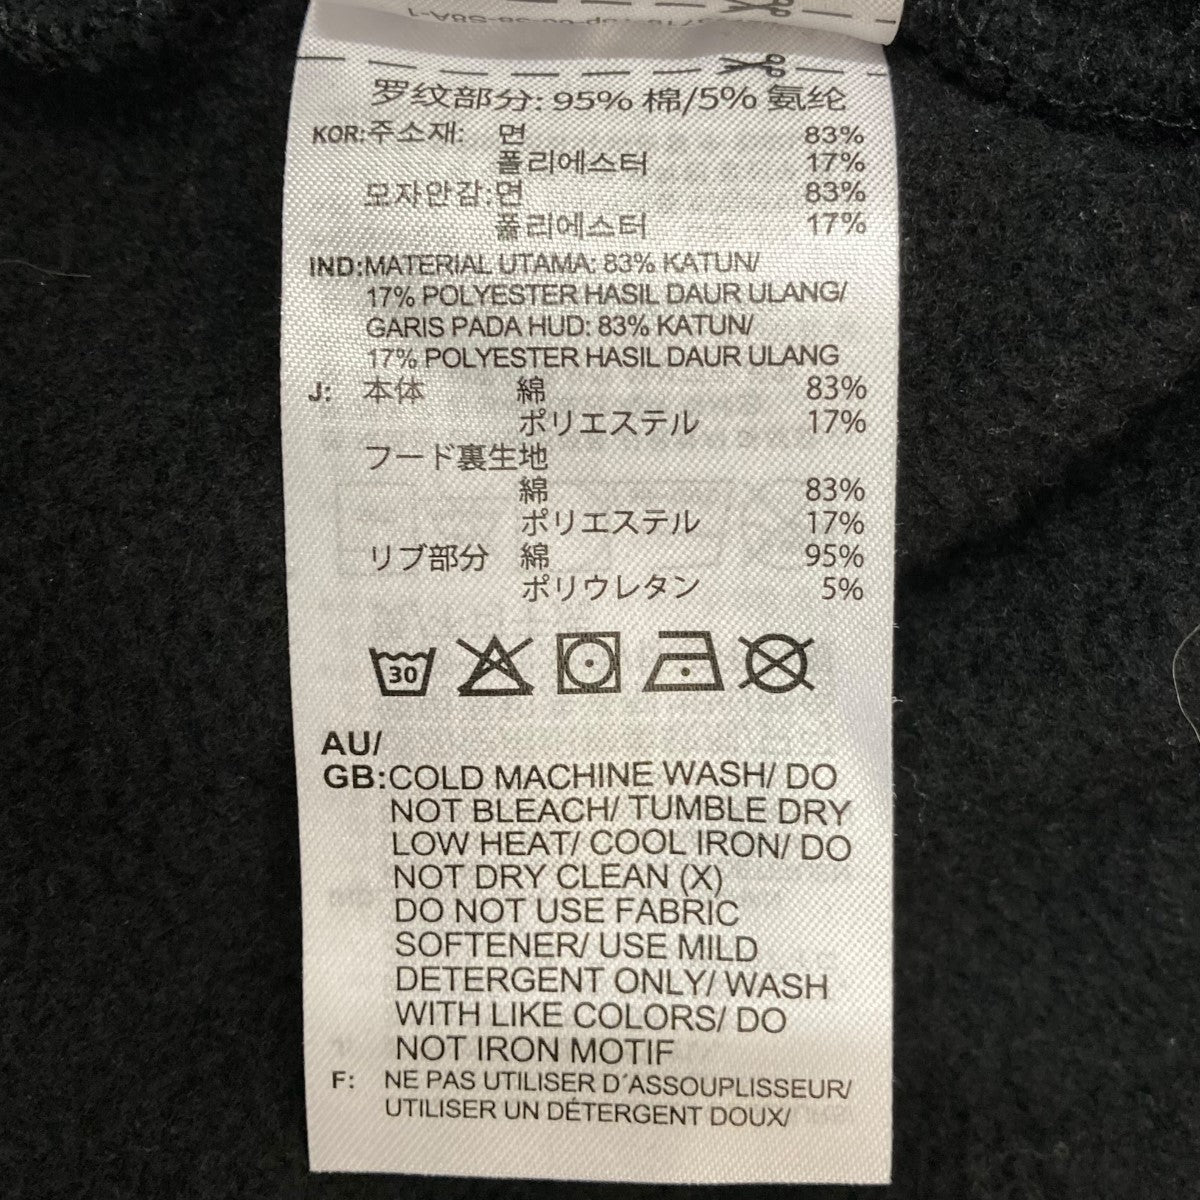 罗纹部分: 95% 棉/5% 氨纶
KOR:주소재: 면 83%
폴리에스터 17%
모자안감:면 83%
폴리에스터 17%
IND:MATERIAL UTAMA: 83% KATUN/
17% POLYESTER HASIL DAUR ULANG/
GARIS PADA HUD: 83% KATUN/
17% POLYESTER HASIL DAUR ULANG
J: 本体 綿 83%
ポリエステル 17%
フード裏生地
綿 83%
ポリエステル 17%
リブ部分 綿 95%
ポリウレタン 5%
30
AU/
GB:COLD MACHINE WASH/ DO
NOT BLEACH/ TUMBLE DRY
LOW HEAT/ COOL IRON/ DO
NOT DRY CLEAN (X)
DO NOT USE FABRIC
SOFTENER/ USE MILD
DETERGENT ONLY/ WASH
WITH LIKE COLORS/ DO
NOT IRON MOTIF
F: NE PAS UTILISER D´ASSOUPLISSEUR/
UTILISER UN DÉTERGENT DOUX/